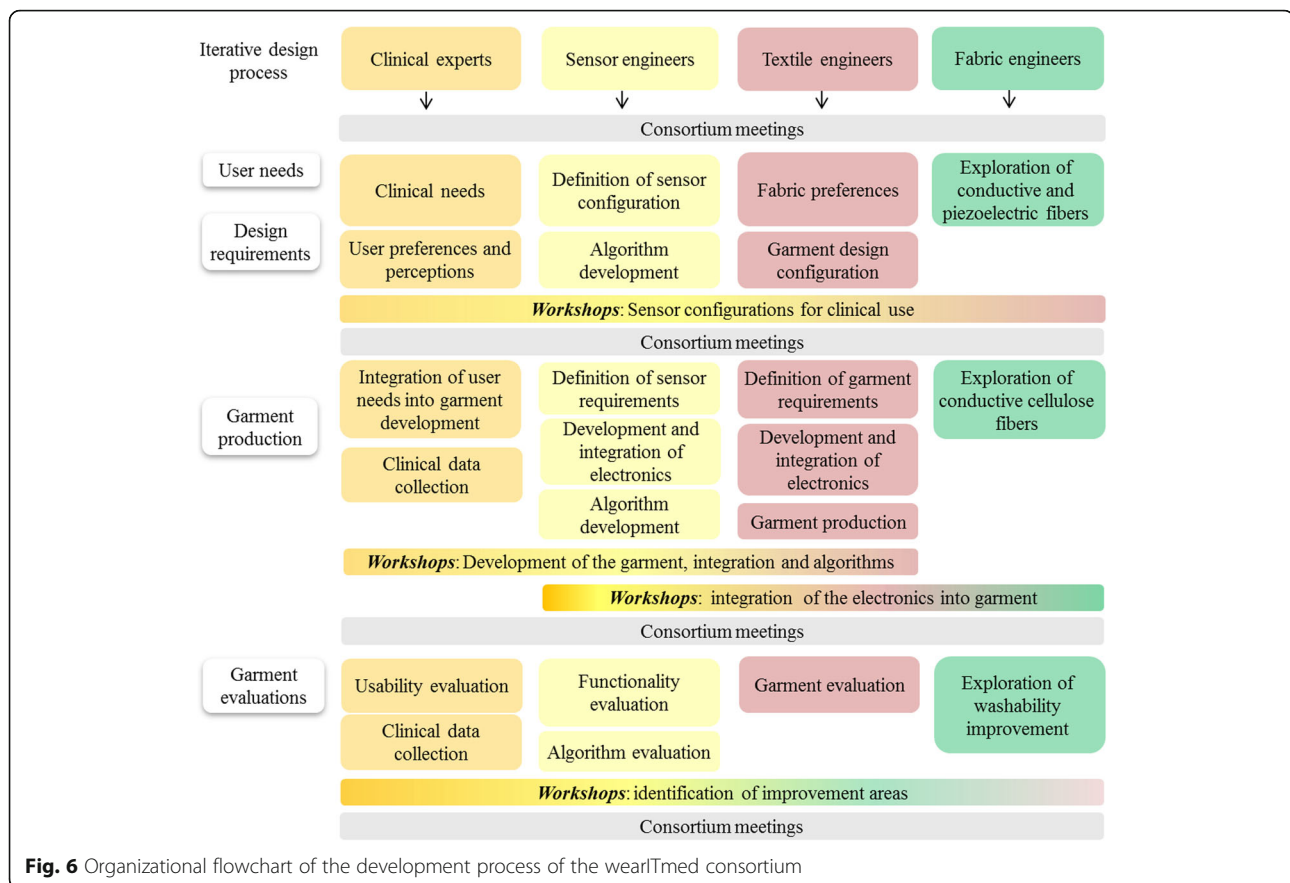 Iterative design
process
Clinical experts
Sensor engineers
Textile engineers
Fabric engineers
Consortium meetings
User needs
Design
requirements
Clinical needs
Definition of sensor
configuration
Fabric preferences
Exploration of
conductive and
piezoelectric fibers
User preferences and
perceptions
Algorithm
development
Garment design
configuration
Workshops: Sensor configurations for clinical use
Consortium meetings
Garment
production
Integration of user
needs into garment
development
Definition of sensor
requirements
Definition of garment
requirements
Exploration of
conductive cellulose
fibers
Clinical data
collection
Development and
integration of
electronics
Development and
integration of
electronics
Algorithm
development
Garment production
Workshops: Development of the garment, integration and algorithms
Workshops: integration of the electronics into garment
Consortium meetings
Garment
evaluations
Usability evaluation
Functionality
evaluation
Garment evaluation
Exploration of
washability
improvement
Clinical data
collection
Algorithm evaluation
Workshops: identification of improvement areas
Consortium meetings
Fig. 6 Organizational flowchart of the development process of the wearITmed consortium